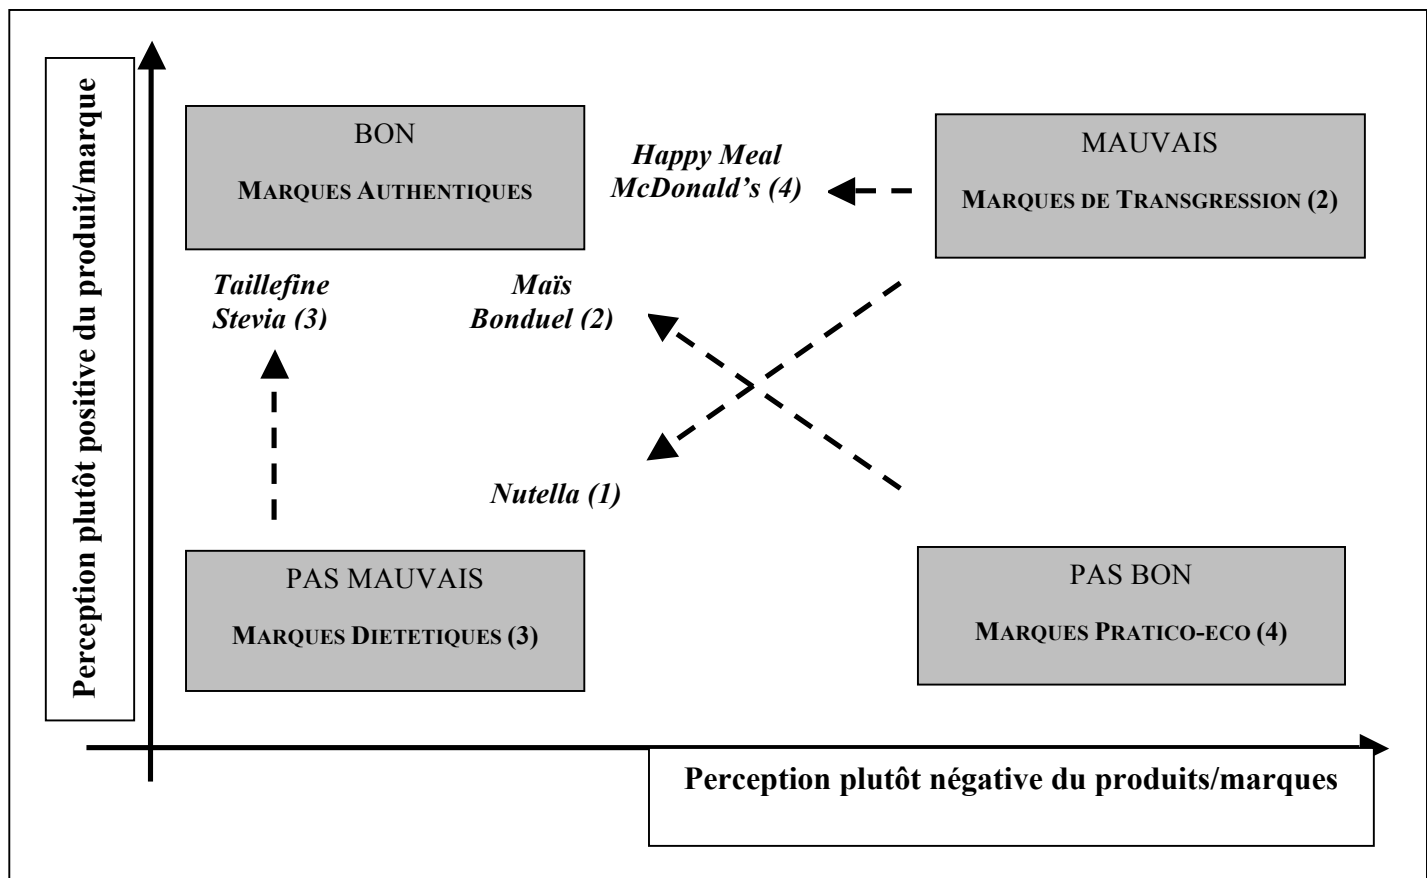 Perception plutôt positive du produit/marque
BON
MARQUES AUTHENTIQUES
Happy Meal
McDonald's (4)
MAUVAIS
MARQUES DE TRANSGRESSION (2)
Taillefine
Stevia (3)
Maïs
Bonduel (2)
Nutella (1)
PAS MAUVAIS
MARQUES DIETETIQUES (3)
PAS BON
MARQUES PRATICO-ECO (4)
Perception plutôt négative du produits/marques